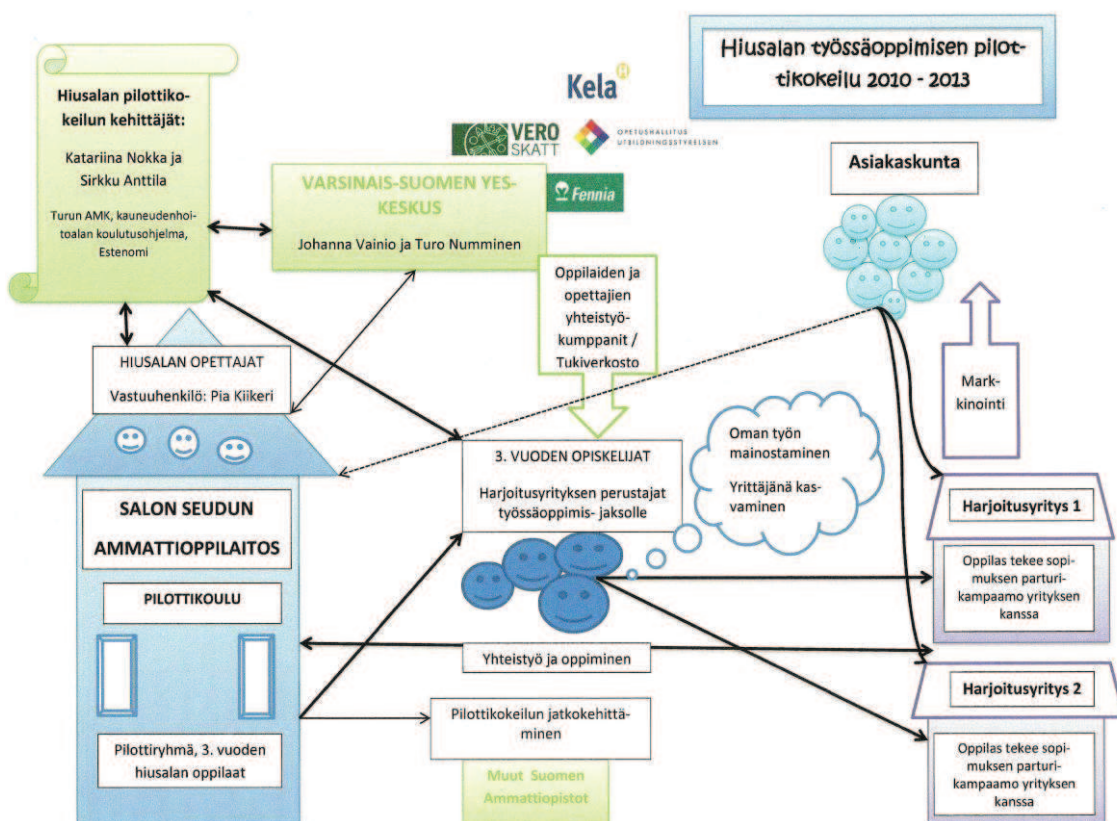 Hiusalan työssäoppimisen pilot-
tikokeilu 2010 - 2013
Hiusalan pilottiko-
keilun kehittäjät:
Katariina Nokka ja
Sirkku Anttila
Turun AMK, kauneudenhoi-
toalan koulutusohjelma,
Estenomi
Kela
VERO
SKATT
OPETUSHALLITUS
UTBILDNINGSSTYRELSEN
Fennia
VARSINAIS-SUOMEN YES-
KESKUS
Johanna Vainio ja Turo Numminen
Asiakaskunta
Oppilaiden ja
opettajien
yhteistyö-
kumppanit /
Tukiverkosto
HIUSALAN OPETTAJAT
Vastuuhenkilö: Pia Kiikeri
Mark-
kinointi
Oman työn
mainostaminen
Yrittäjänä kas-
vaminen
3. VUODEN OPISKELIJAT
Harjoitusyrityksen perustajat
työssäoppimis- jaksolle
SALON SEUDUN
AMMATTIOPPILAITOS
PILOTTIKOULU
Pilottiryhmä, 3. vuoden
hiusalan oppilaat
Harjoitusyritys 1
Oppilas tekee sopi-
muksen parturi-
kampaamo yrityksen
kanssa
Yhteistyö ja oppiminen
Harjoitusyritys 2
Oppilas tekee sopi-
muksen parturi-
kampaamo yrityksen
kanssa
Pilottikokeilun jatkokehittä-
minen
Muut Suomen
Ammattiopistot